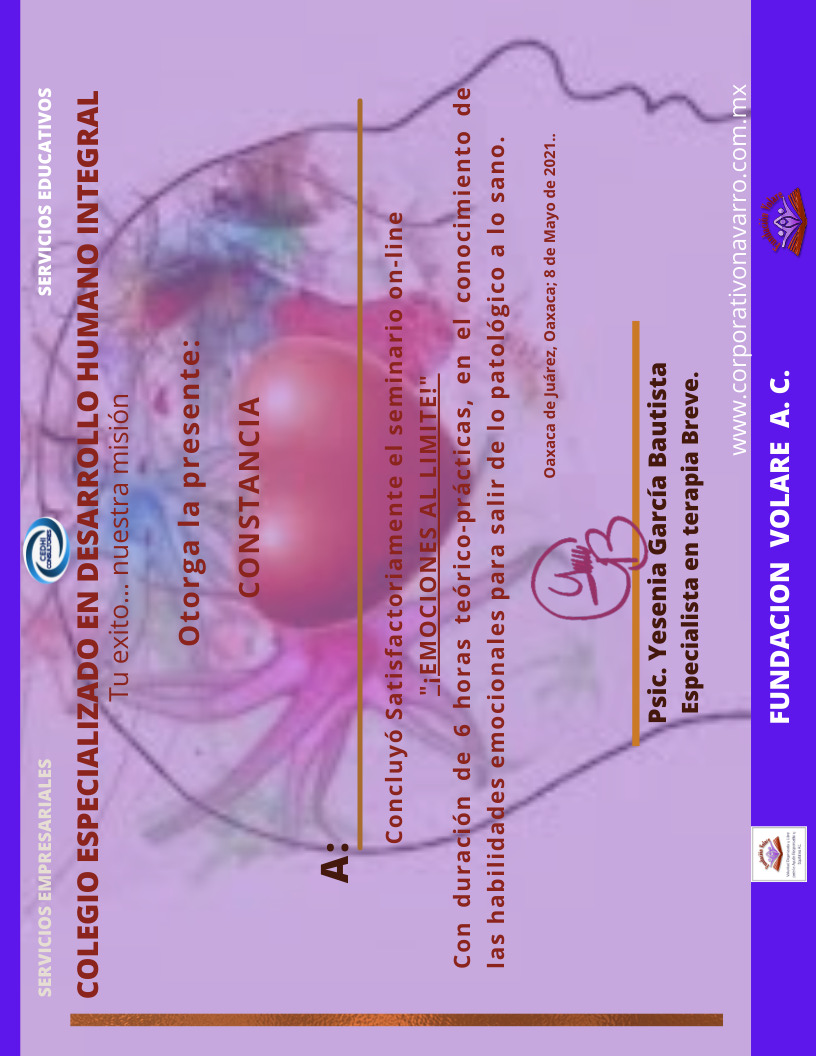 SERVICIOS EMPRESARIALES
CEDHI
CONSULTORES
SERVICIOS EDUCATIVOS
COLEGIO ESPECIALIZADO EN DESARROLLO HUMANO INTEGRAL
Tu exito... nuestra misión
Otorga la presente:
CONSTANCIA
A:
Concluyó Satisfactoriamente el seminario on-line
"¡EMOCIONES AL LIMITE!"
Con duración de 6 horas teórico-prácticas, en el conocimiento de
las habilidades emocionales para salir de lo patológico a lo sano.
Oaxaca de Juárez, Oaxaca; 8 de Mayo de 2021..
Psic. Yesenia García Bautista
Especialista en terapia Breve.
www.corporativonavarro.com.mx
FUNDACION VOLARE A. C.